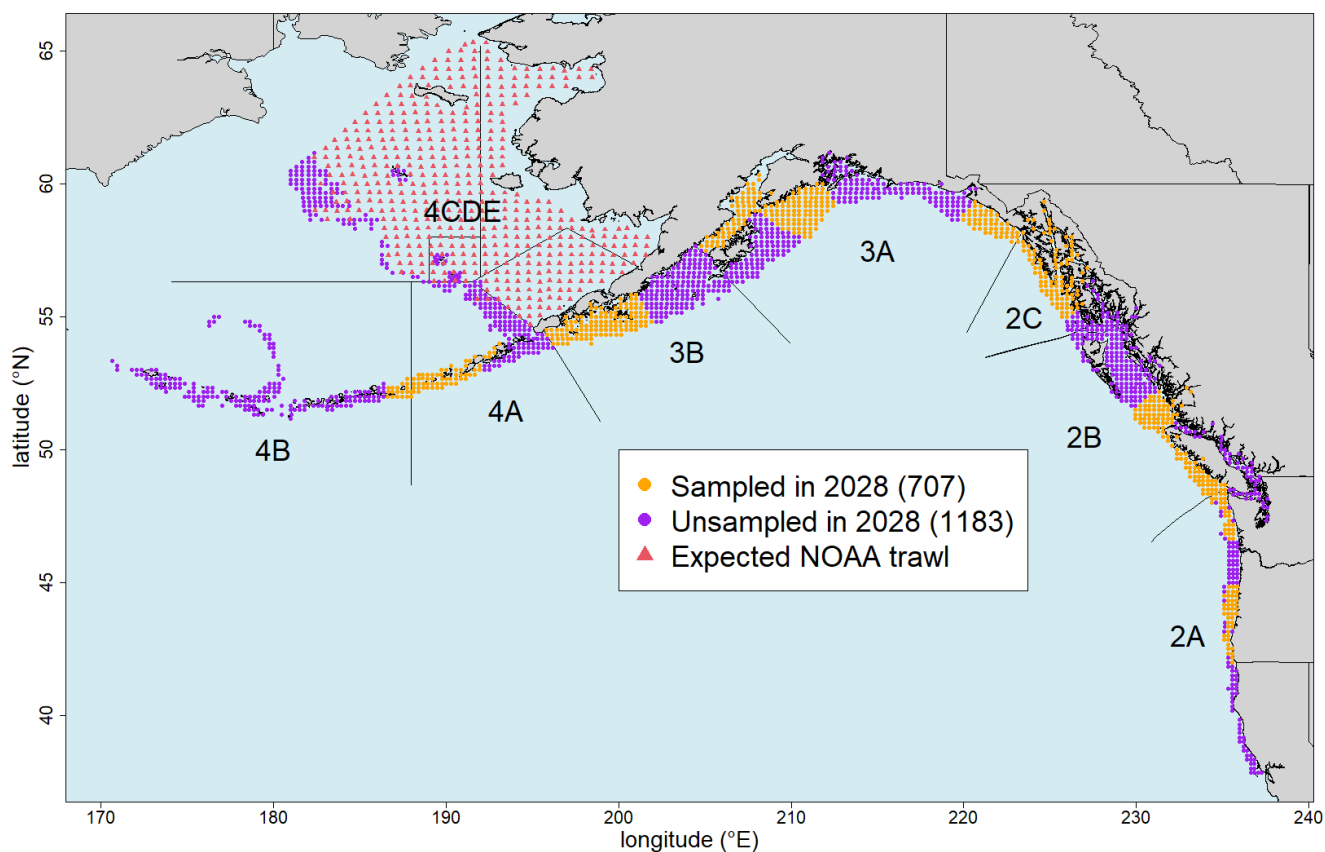 65
60
55
50
45
40
latitude (°N)
4CDE
3A
2C
3B
4A
2B
4B
Sampled in 2028 (707)
Unsampled in 2028 (1183)
Expected NOAA trawl
2A
170
180
190
200
210
220
230
240
longitude (°E)